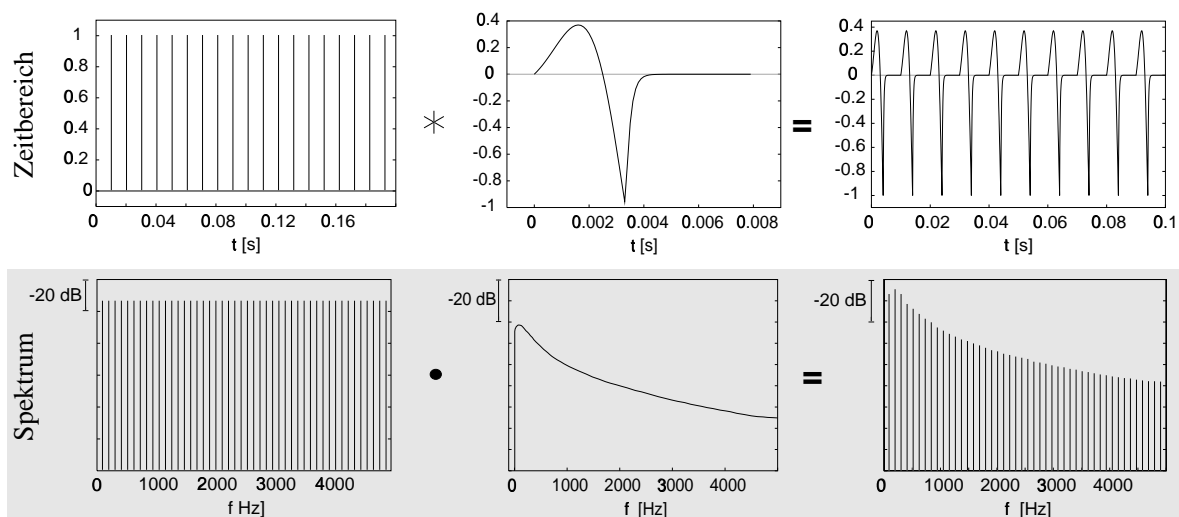 Zeitbereich
1
0.8
0.6
0.4
0.2
0
0 0.04 0.08 0.12 0.16
t [s]
*
0.4
0.2
0
-0.2
-0.4
-0.6
-0.8
-1
0 0.002 0.004 0.006 0.008
t [s]
=
0.4
0.2
0
-0.2
-0.4
-0.6
-0.8
-1
0 0.02 0.04 0.06 0.08 0.1
t [s]
Spektrum
-20 dB
0 1000 2000 3000 4000
f Hz]
•
-20 dB
0 1000 2000 3000 4000
f [Hz]
=
-20 dB
0 1000 2000 3000 4000
f [Hz]